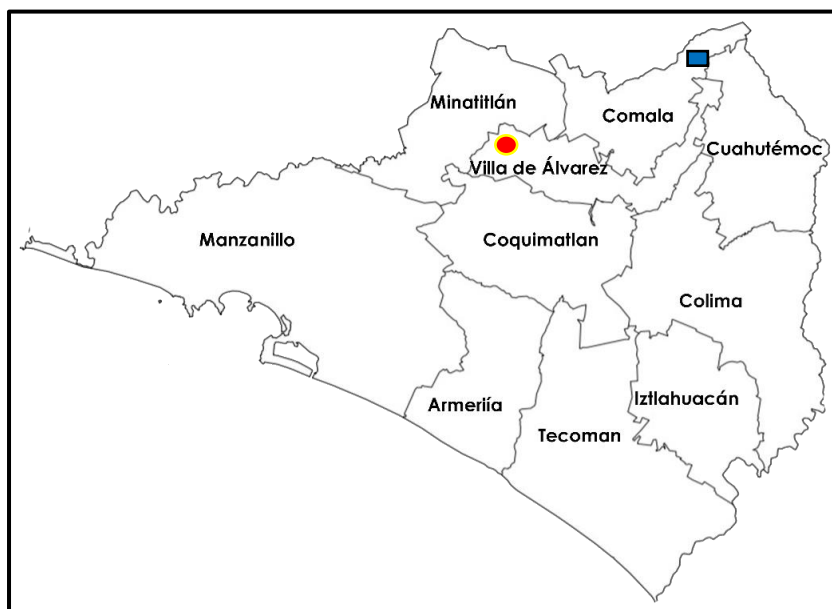 Minatitlán
Comala
Cuahutémoc
Villa de Álvarez
Manzanillo
Coquimatlan
Colima
Armeriía
Iztlahuacán
Tecoman